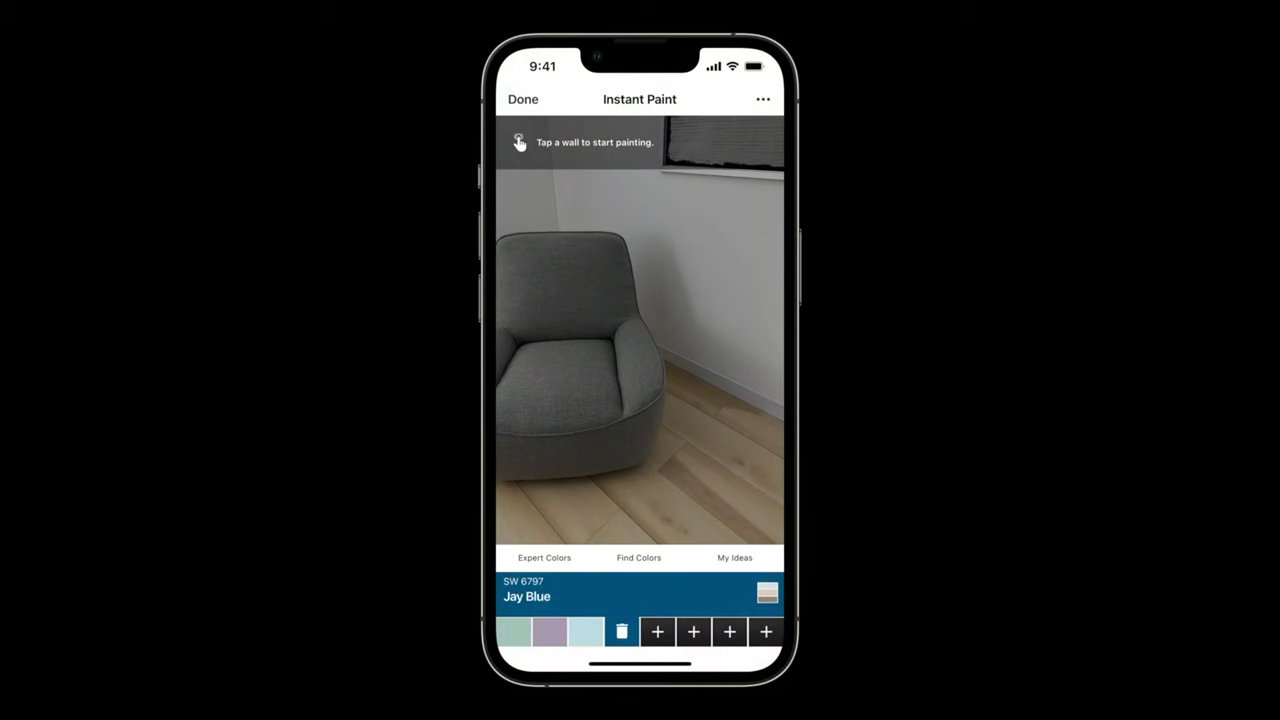 9:41
Done
Instant Paint
Tap a wall to start painting.
Expert Colors
Find Colors
My Ideas
SW 6797
Jay Blue